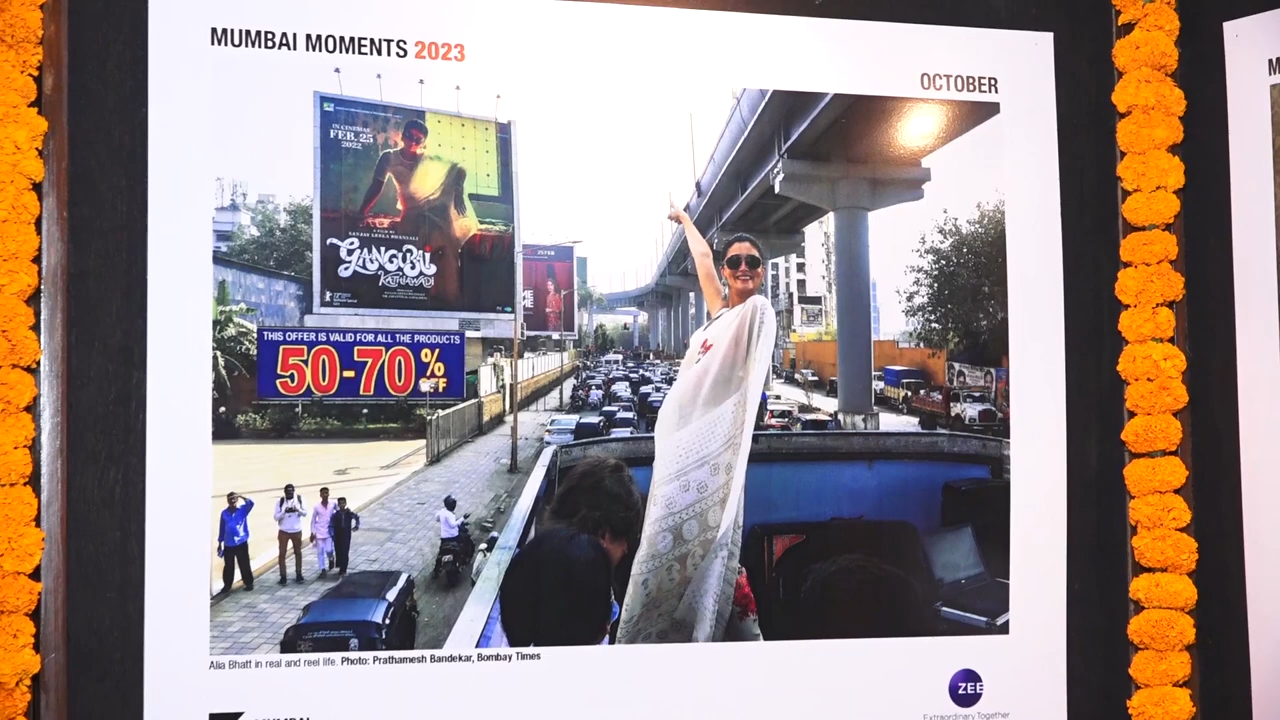 MUMBAI MOMENTS 2023
OCTOBER
IN CINEMAS
FEB. 25
2022
A FILM BY
SANJAY LEELA BHANSALI
GANGUBAI
KATHIAWADI
25 FEB
THIS OFFER IS VALID FOR ALL THE PRODUCTS
50-70% OFF
Alia Bhatt in real and reel life. Photo: Prathamesh Bandekar, Bombay Times
ZEE
Extraordinary Together